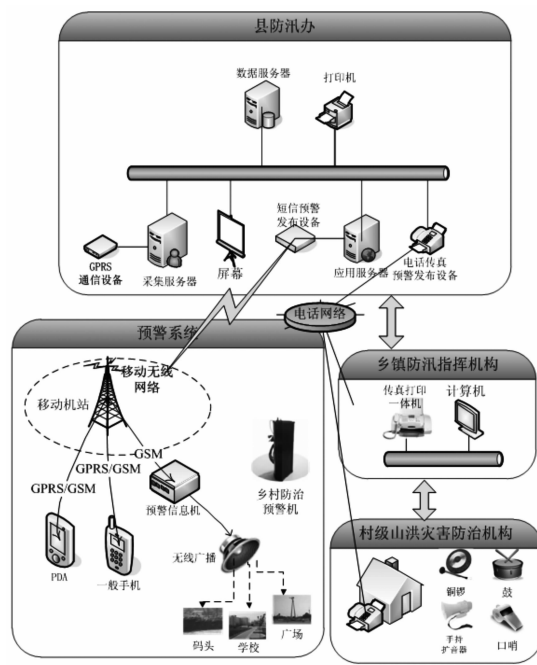 县防汛办
数据服务器
打印机
GPRS
通信设备
采集服务器
屏幕
短信预警
发布设备
应用服务器
电话传真
预警发布设备
电话网络
预警系统
移动无线
网络
移动机站
GSM
GPRS/GSM
GPRS/GSM
预警信息机
乡村防治
预警机
PDA
一般手机
无线广播
码头
学校
广场
乡镇防汛指挥机构
传真打印
一体机
计算机
村级山洪灾害防治机构
铜锣
鼓
手持
扩音器
口哨